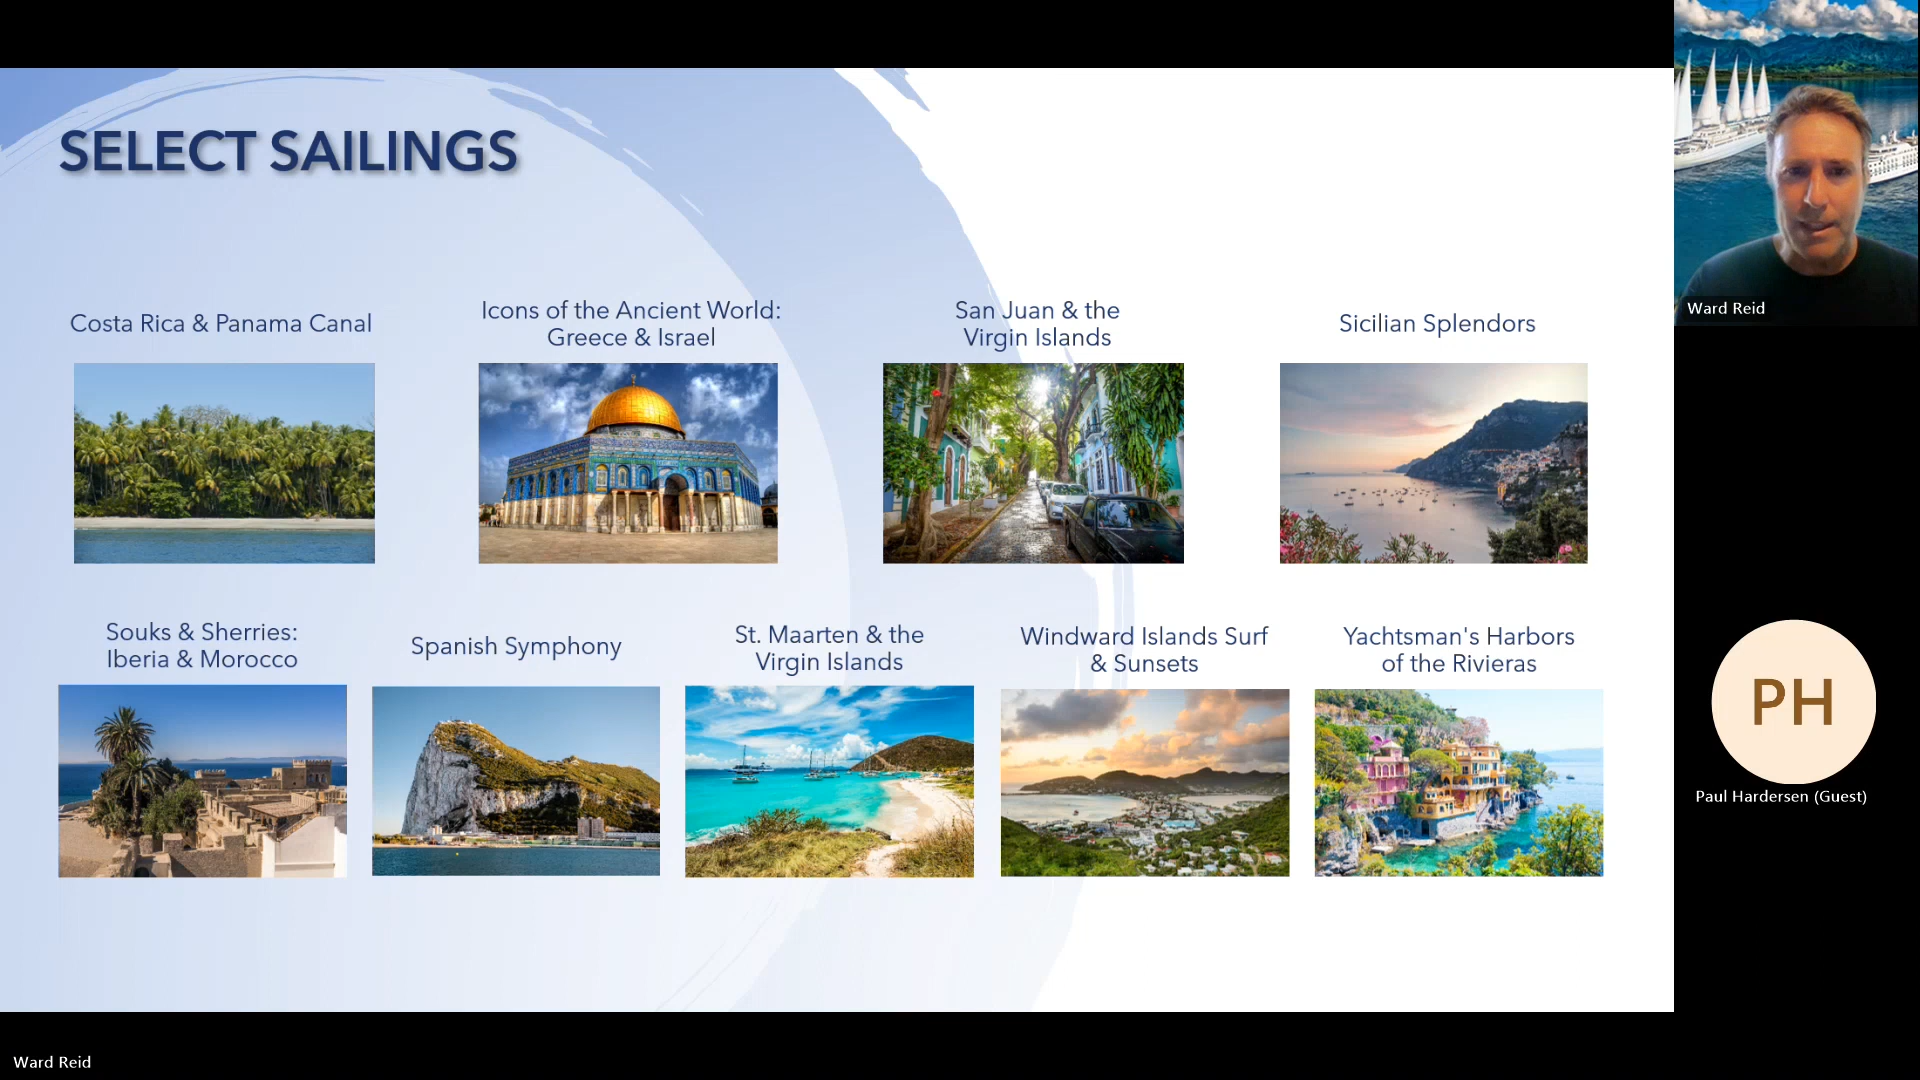 SELECT SAILINGS
Costa Rica & Panama Canal
Icons of the Ancient World:
Greece & Israel
San Juan & the
Virgin Islands
Sicilian Splendors
Souks & Sherries:
Iberia & Morocco
Spanish Symphony
St. Maarten & the
Virgin Islands
Windward Islands Surf
& Sunsets
Yachtsman's Harbors
of the Rivieras
Ward Reid
PH
Paul Hardersen (Guest)
Ward Reid